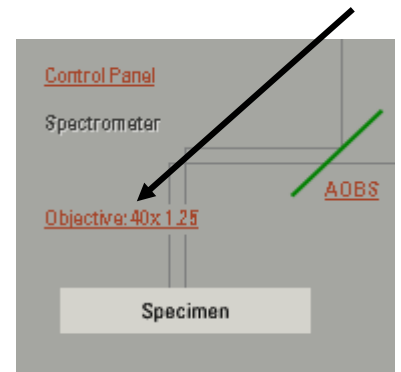 Control Panel
Spectrometer
AOBS
Objective: 40x 1.25
Specimen